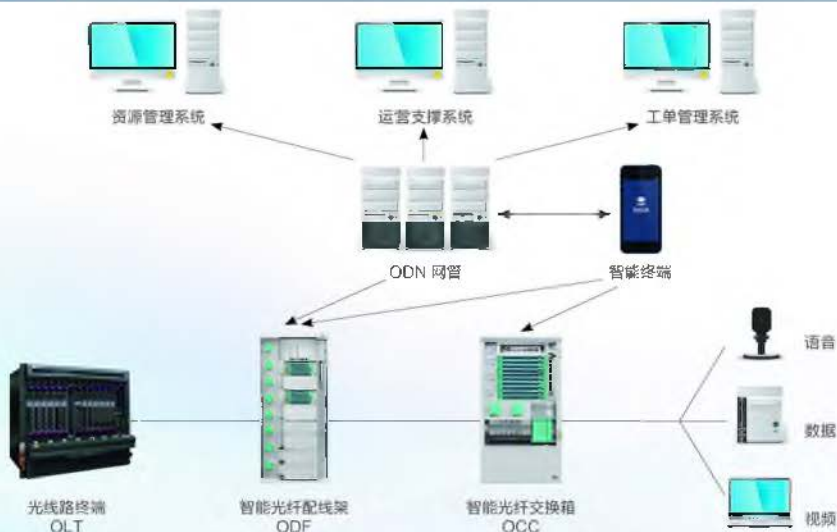 资源管理系统
运营支撑系统
工单管理系统
ODN 网管
智能终端
语音
数据
视频
光线路终端
OLT
智能光纤配线架
ODF
智能光纤交换箱
OCC